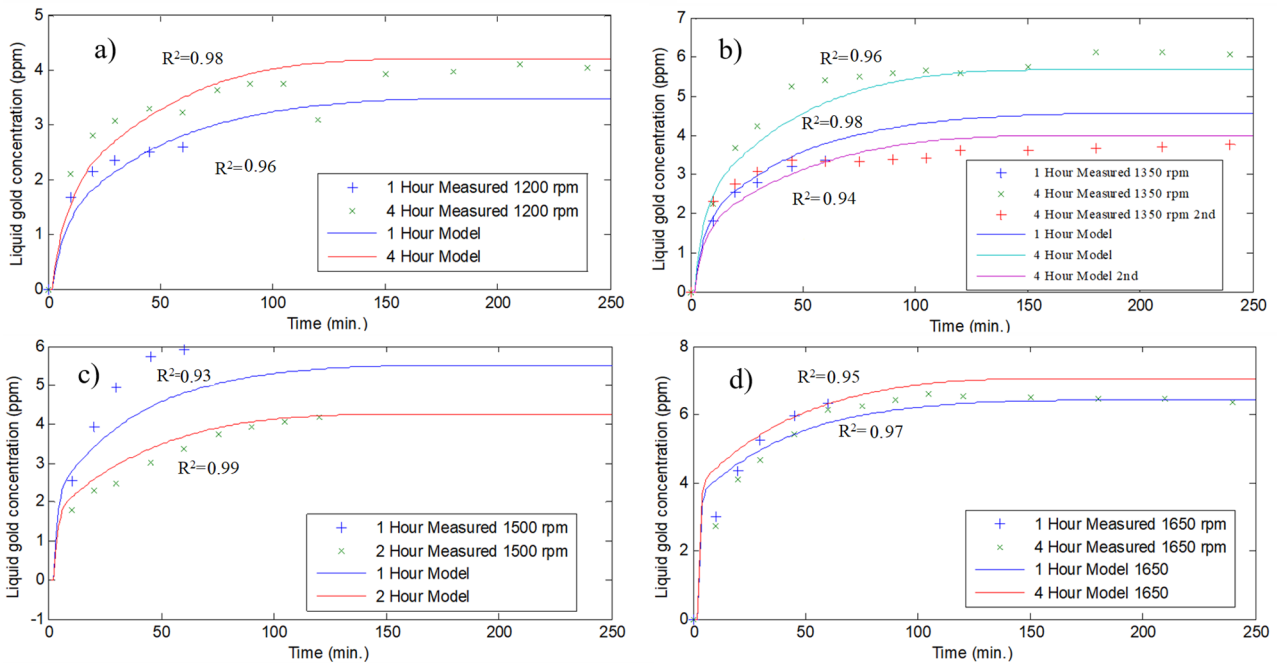 a)
R²=0.98
R²=0.96
Liquid gold concentration (ppm)
5
4
3
2
1
0
1 Hour Measured 1200 rpm
4 Hour Measured 1200 rpm
1 Hour Model
4 Hour Model
0 50 100 150 200 250
Time (min.)
b)
R²=0.96
R²=0.98
R²=0.94
Liquid gold concentration (ppm)
7
6
5
4
3
2
1
0
1 Hour Measured 1350 rpm
4 Hour Measured 1350 rpm
4 Hour Measured 1350 rpm 2nd
1 Hour Model
4 Hour Model
4 Hour Model 2nd
0 50 100 150 200 250
Time (min.)
c)
R²=0.93
R²=0.99
Liquid gold concentration (ppm)
6
5
4
3
2
1
0
-1
1 Hour Measured 1500 rpm
2 Hour Measured 1500 rpm
1 Hour Model
2 Hour Model
0 50 100 150 200 250
Time (min.)
d)
R²=0.95
R²=0.97
Liquid gold concentration (ppm)
8
6
4
2
0
1 Hour Measured 1650 rpm
4 Hour Measured 1650 rpm
1 Hour Model 1650
4 Hour Model 1650
0 50 100 150 200 250
Time (min.)